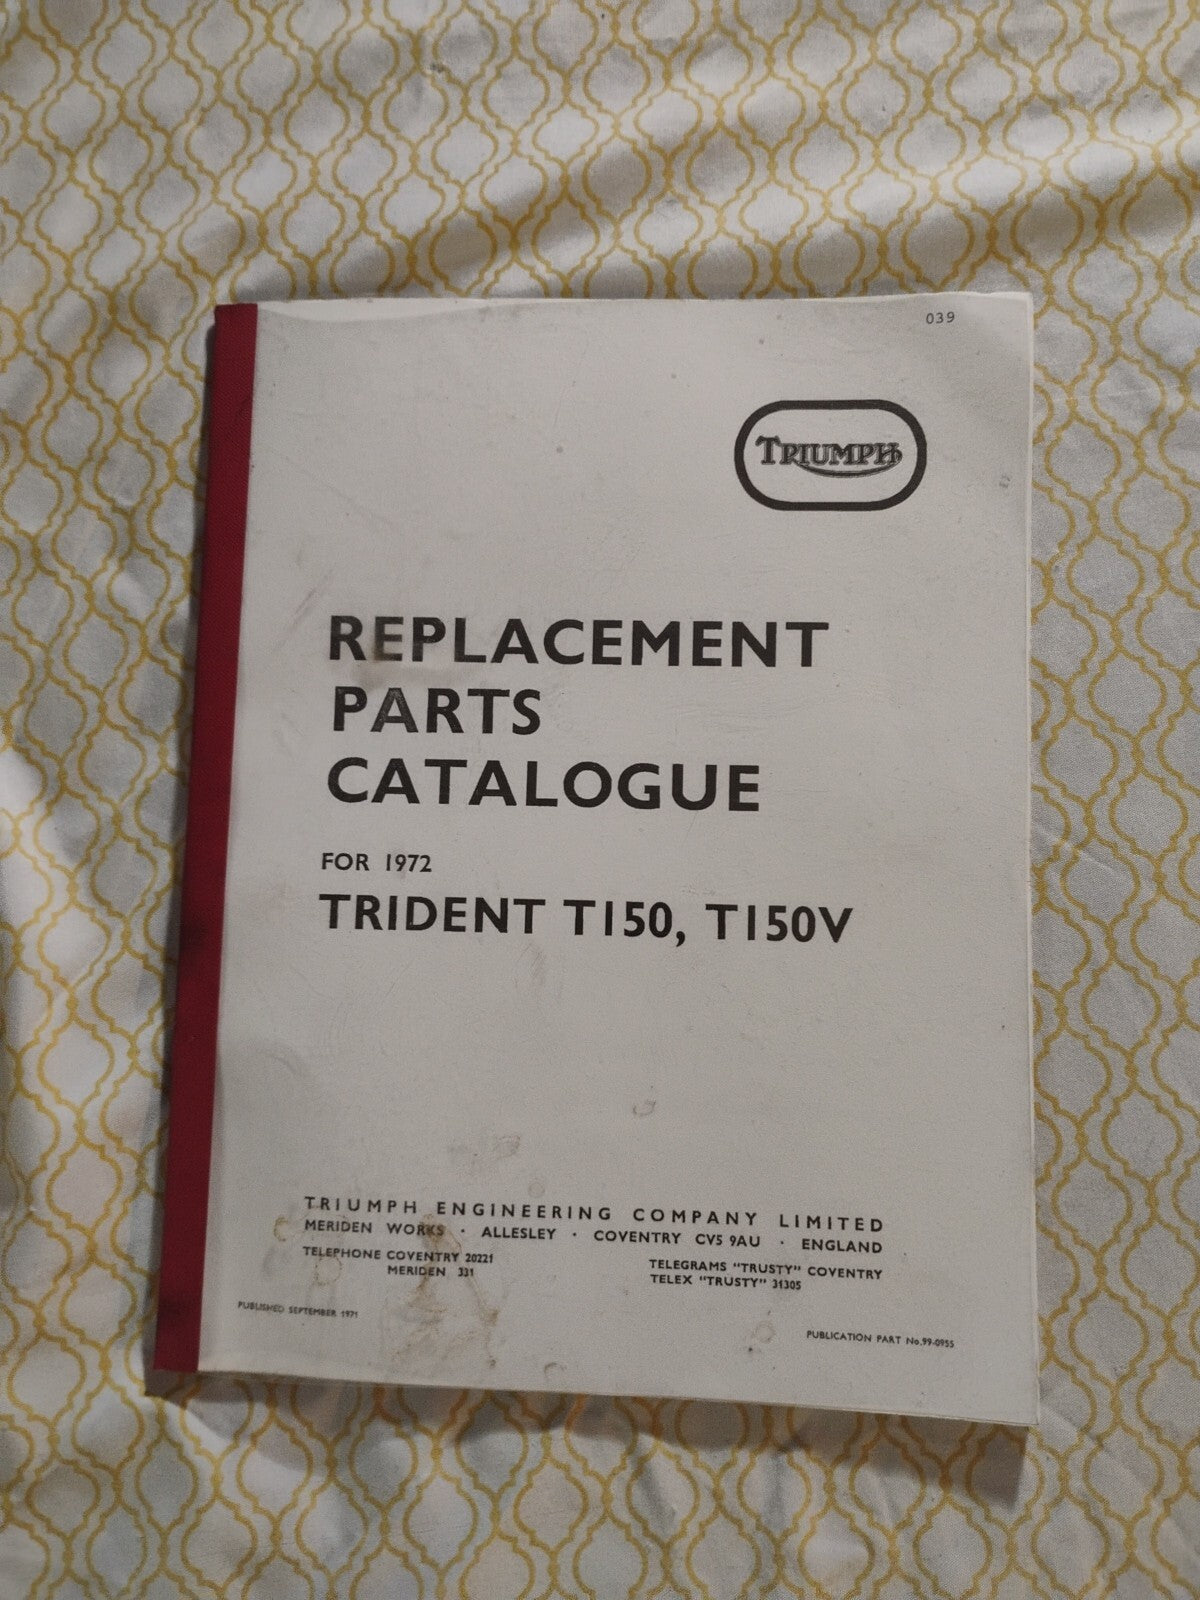 039
TRIUMPH
REPLACEMENT
PARTS
CATALOGUE
FOR 1972
TRIDENT T150, T150V
TRIUMPH ENGINEERING COMPANY LIMITED
MERIDEN WORKS · ALLESLEY · COVENTRY CV5 9AU · ENGLAND
TELEPHONE COVENTRY 20221
MERIDEN 331
TELEGRAMS "TRUSTY" COVENTRY
TELEX "TRUSTY" 31305
PUBLISHED SEPTEMBER 1971
PUBLICATION PART No.99-0955